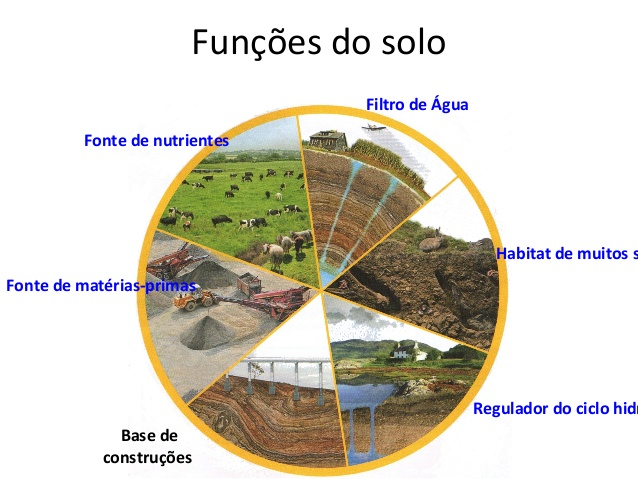 Funções do solo
Filtro de Água
Fonte de nutrientes
Habitat de muitos
Fonte de matérias-primas
Regulador do ciclo
Base de
construções